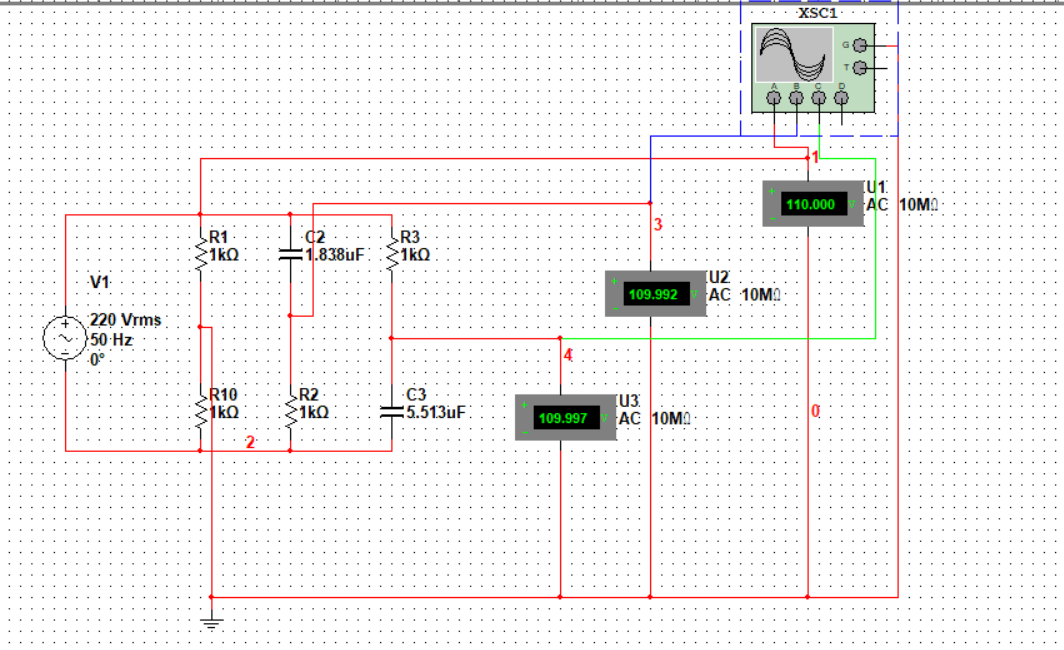 XSC1
G
T
A B C D
1
U1
110.000 V
AC 10MΩ
3
U2
109.992 V
AC 10MΩ
R1
1kΩ
C2
1.838uF
R3
1kΩ
V1
220 Vrms
50 Hz
0°
4
U3
109.997 V
AC 10MΩ
R10
1kΩ
R2
1kΩ
C3
5.513uF
2
0